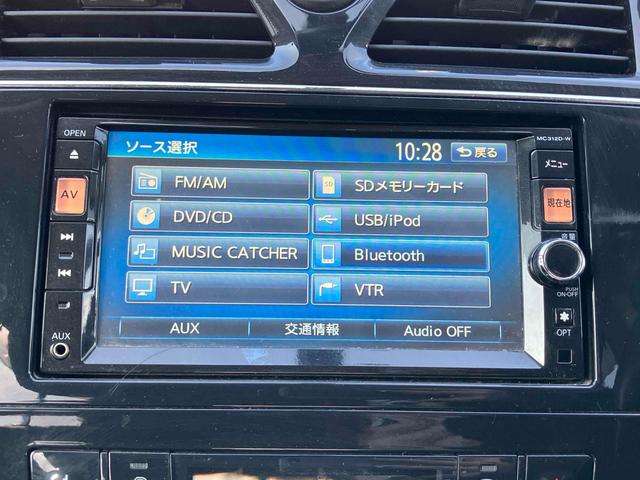 OPEN
MC312D-W
ソース選択
10:28
戻る
メニュー
AV
FM/AM
SDメモリーカード
現在地
DVD/CD
USB/iPod
音量
MUSIC CATCHER
Bluetooth
TV
VTR
PUSH
ON·OFF
AUX
AUX
交通情報
Audio OFF
OPT